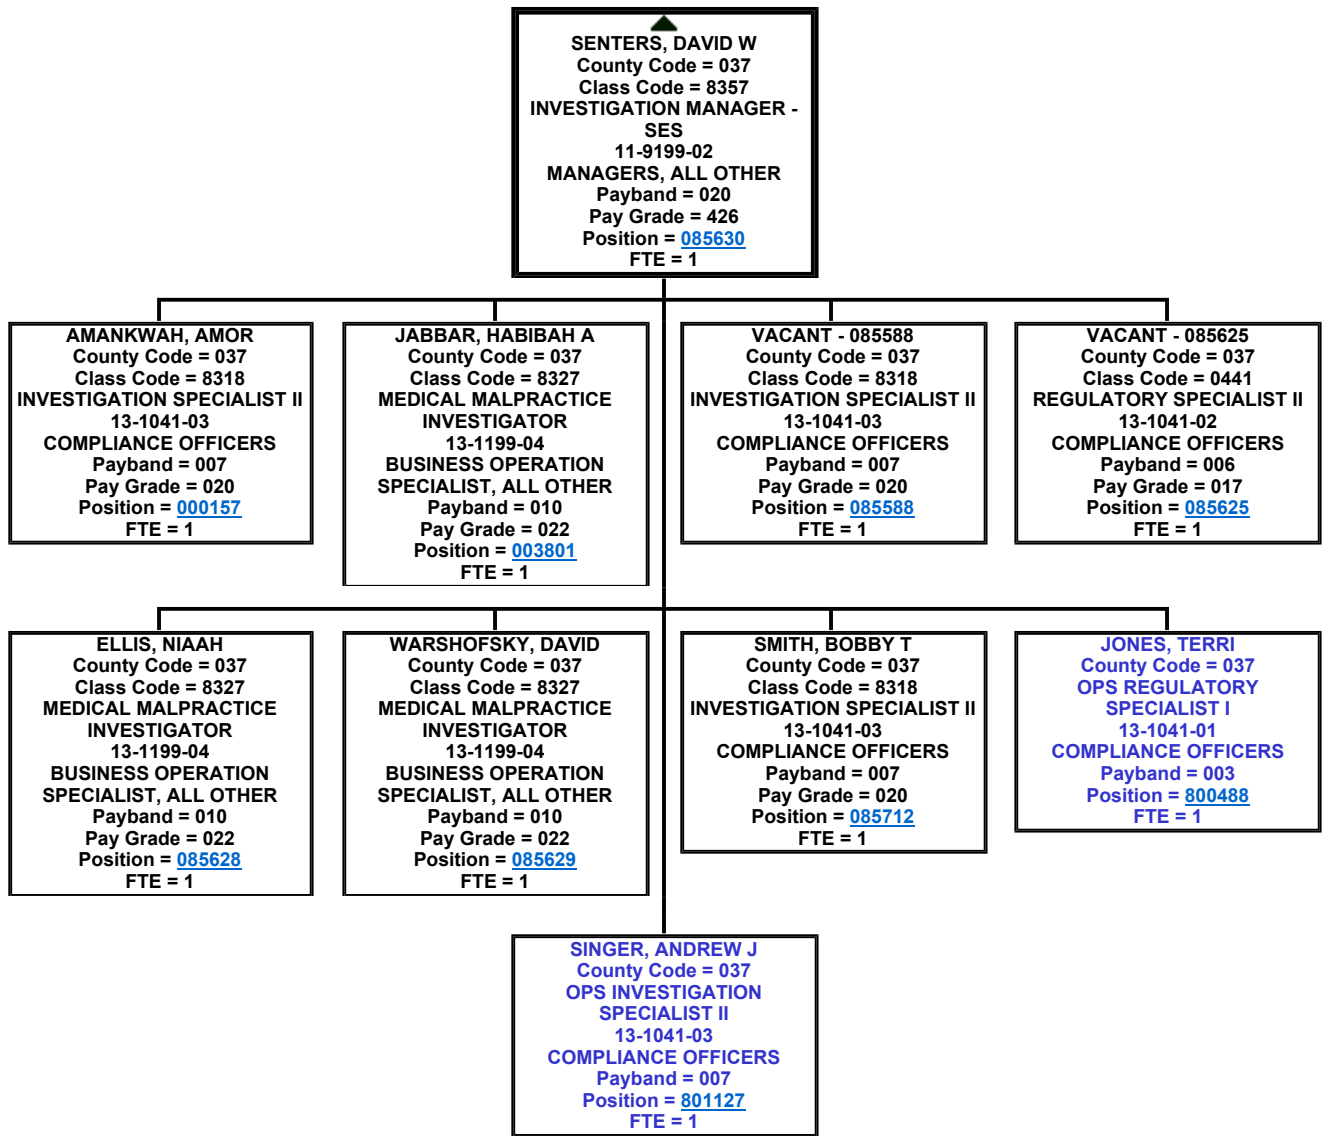 SENTERS, DAVID W
County Code = 037
Class Code = 8357
INVESTIGATION MANAGER -
SES
11-9199-02
MANAGERS, ALL OTHER
Payband = 020
Pay Grade = 426
Position = 085630
FTE = 1
AMANKWAH, AMOR
County Code = 037
Class Code = 8318
INVESTIGATION SPECIALIST II
13-1041-03
COMPLIANCE OFFICERS
Payband = 007
Pay Grade = 020
Position = 000157
FTE = 1
JABBAR, HABIBAH A
County Code = 037
Class Code = 8327
MEDICAL MALPRACTICE
INVESTIGATOR
13-1199-04
BUSINESS OPERATION
SPECIALIST, ALL OTHER
Payband = 010
Pay Grade = 022
Position = 003801
FTE = 1
VACANT - 085588
County Code = 037
Class Code = 8318
INVESTIGATION SPECIALIST II
13-1041-03
COMPLIANCE OFFICERS
Payband = 007
Pay Grade = 020
Position = 085588
FTE = 1
VACANT - 085625
County Code = 037
Class Code = 0441
REGULATORY SPECIALIST II
13-1041-02
COMPLIANCE OFFICERS
Payband = 006
Pay Grade = 017
Position = 085625
FTE = 1
ELLIS, NIAAH
County Code = 037
Class Code = 8327
MEDICAL MALPRACTICE
INVESTIGATOR
13-1199-04
BUSINESS OPERATION
SPECIALIST, ALL OTHER
Payband = 010
Pay Grade = 022
Position = 085628
FTE = 1
WARSHOFSKY, DAVID
County Code = 037
Class Code = 8327
MEDICAL MALPRACTICE
INVESTIGATOR
13-1199-04
BUSINESS OPERATION
SPECIALIST, ALL OTHER
Payband = 010
Pay Grade = 022
Position = 085629
FTE = 1
SMITH, BOBBY T
County Code = 037
Class Code = 8318
INVESTIGATION SPECIALIST II
13-1041-03
COMPLIANCE OFFICERS
Payband = 007
Pay Grade = 020
Position = 085712
FTE = 1
JONES, TERRI
County Code = 037
OPS REGULATORY
SPECIALIST I
13-1041-01
COMPLIANCE OFFICERS
Payband = 003
Position = 800488
FTE = 1
SINGER, ANDREW J
County Code = 037
OPS INVESTIGATION
SPECIALIST II
13-1041-03
COMPLIANCE OFFICERS
Payband = 007
Position = 801127
FTE = 1